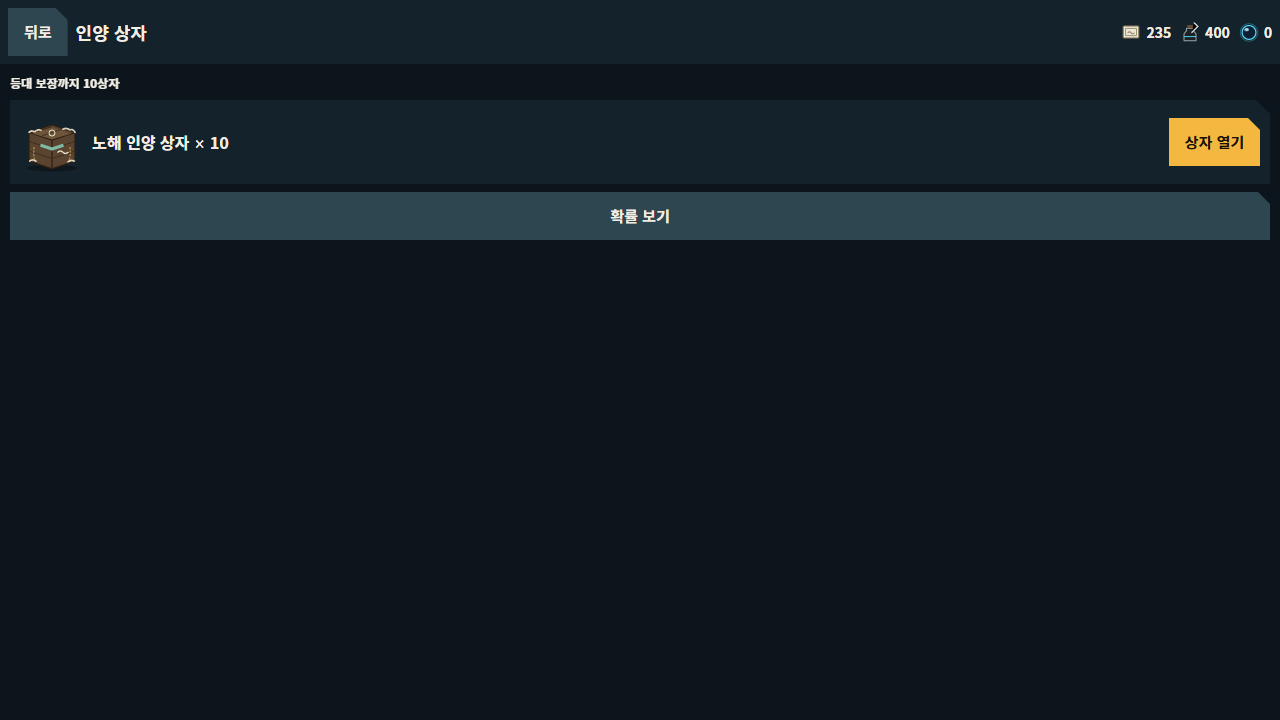 뒤로
인양 상자
235
400
0
등대 보장까지 10상자
노해 인양 상자 × 10
상자 열기
확률 보기